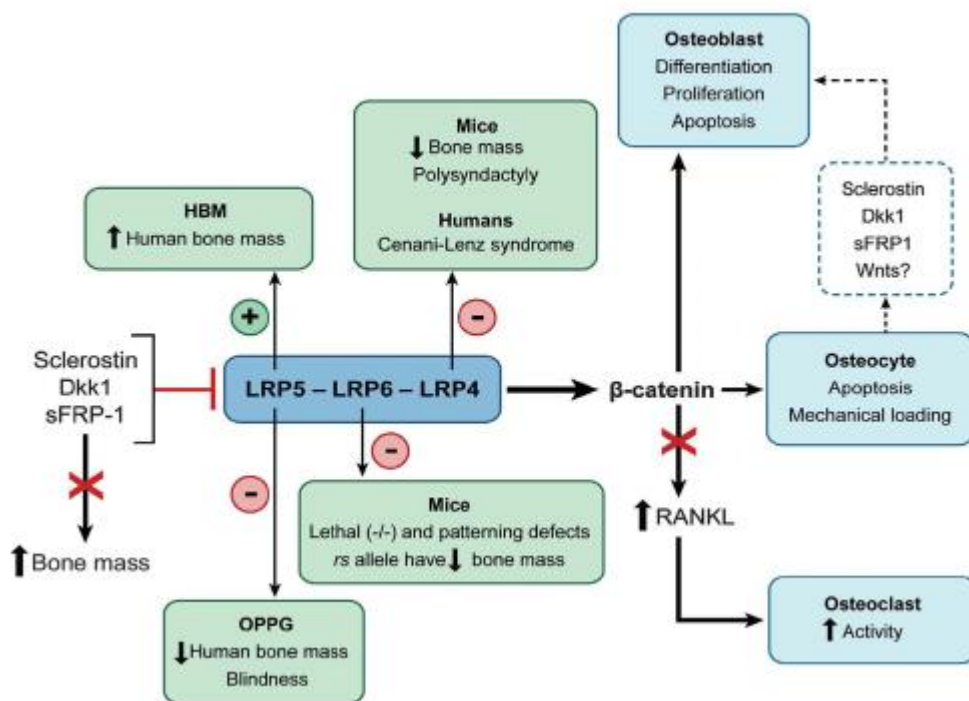 Osteoblast
Differentiation
Proliferation
Apoptosis
Mice
↓ Bone mass
Polysyndactyly
Humans
Cenani-Lenz syndrome
HBM
↑ Human bone mass
Sclerostin
Dkk1
sFRP1
Wnts?
+
-
Sclerostin
Dkk1
sFRP-1
LRP5 – LRP6 – LRP4
β-catenin
Osteocyte
Apoptosis
Mechanical loading
-
-
Mice
Lethal (-/-) and patterning defects
rs allele have ↓ bone mass
↑ RANKL
↑ Bone mass
OPPG
↓ Human bone mass
Blindness
Osteoclast
↑ Activity